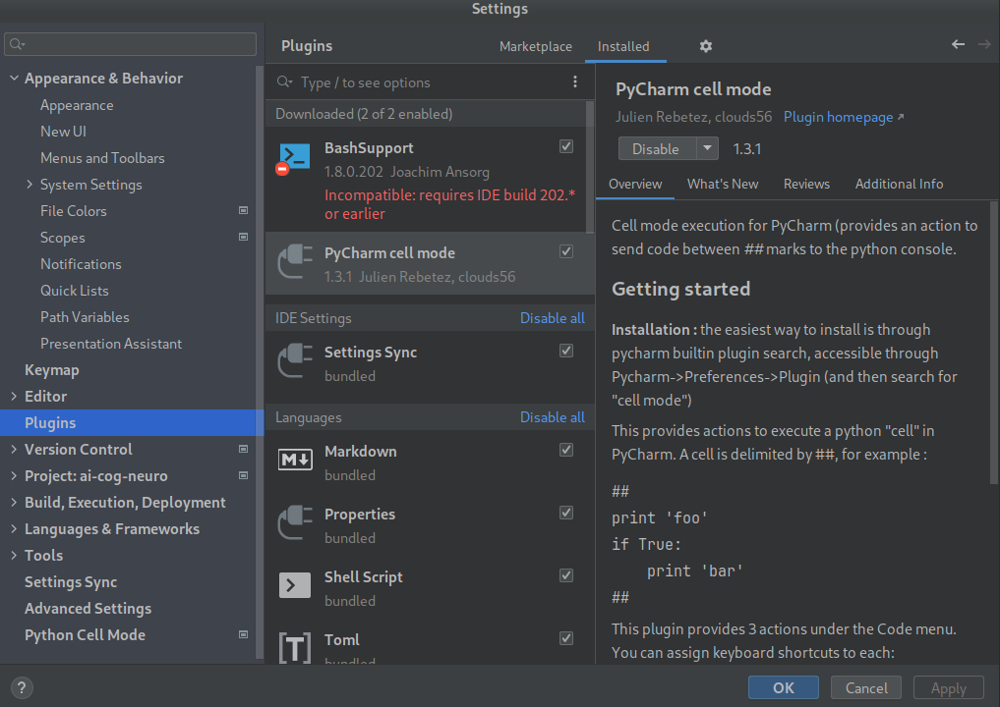 Settings
Appearance & Behavior
Appearance
New UI
Menus and Toolbars
System Settings
File Colors
Scopes
Notifications
Quick Lists
Path Variables
Presentation Assistant
Keymap
Editor
Plugins
Version Control
Project: ai-cog-neuro
Build, Execution, Deployment
Languages & Frameworks
Tools
Settings Sync
Advanced Settings
Python Cell Mode
Plugins
Marketplace
Installed
Type / to see options
Downloaded (2 of 2 enabled)
BashSupport
1.8.0.202 Joachim Ansorg
Incompatible: requires IDE build 202.*
or earlier
PyCharm cell mode
1.3.1 Julien Rebetez, clouds56
IDE Settings
Disable all
Settings Sync
bundled
Languages
Disable all
M
Markdown
bundled
Properties
bundled
Shell Script
bundled
[T]
Toml
bundled
PyCharm cell mode
Julien Rebetez, clouds56 Plugin homepage ↗
Disable
1.3.1
Overview
What's New
Reviews
Additional Info
Cell mode execution for PyCharm (provides an action to
send code between ## marks to the python console.
Getting started
Installation : the easiest way to install is through
pycharm builtin plugin search, accessible through
Pycharm->Preferences->Plugin (and then search for
"cell mode")
This provides actions to execute a python "cell" in
PyCharm. A cell is delimited by ##, for example :
##
print 'foo'
if True:
    print 'bar'
##
This plugin provides 3 actions under the Code menu.
You can assign keyboard shortcuts to each:
?
OK
Cancel
Apply